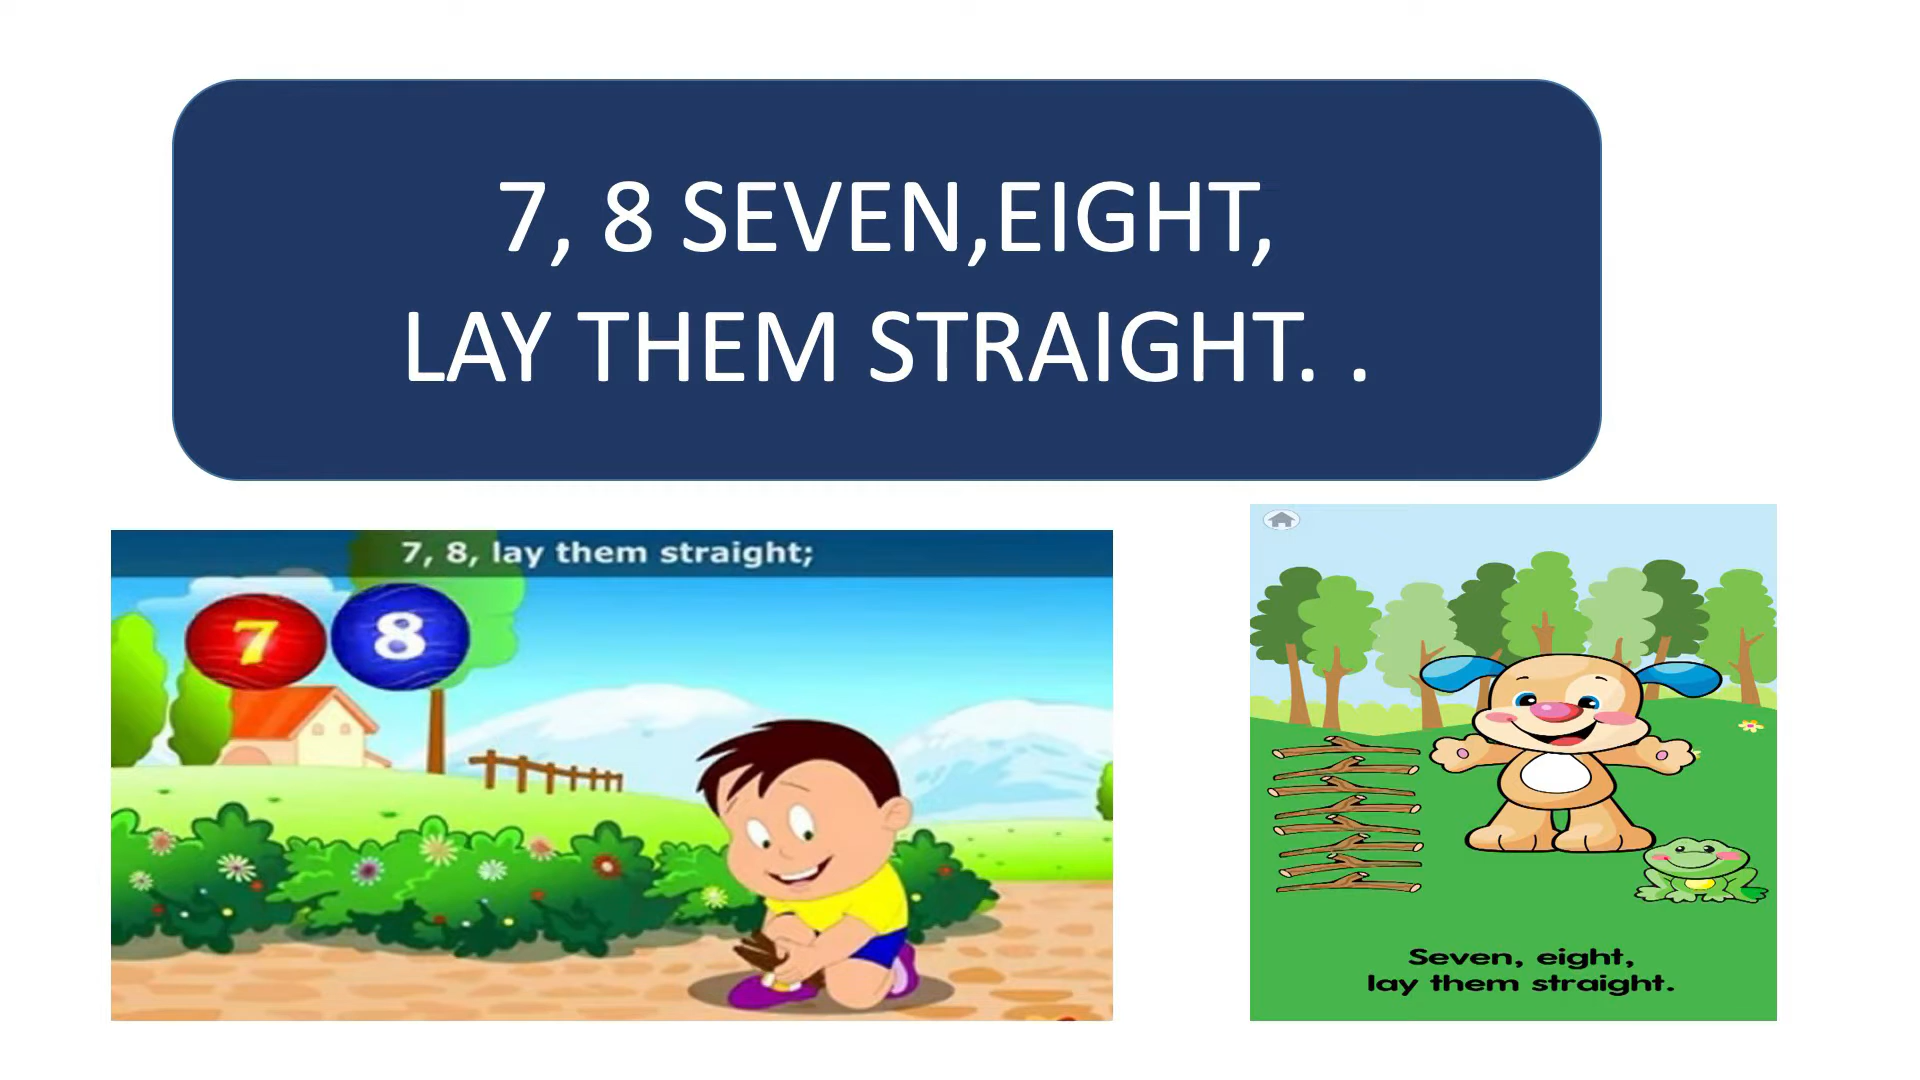 7, 8 SEVEN,EIGHT,
LAY THEM STRAIGHT. .
7, 8, lay them straight;
7 8
Seven, eight,
lay them straight.